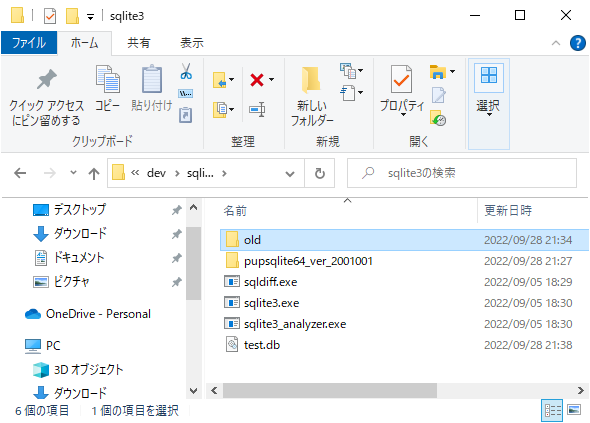 sqlite3
ファイル ホーム 共有 表示
クイック アクセス
にピン留めする
コピー
貼り付け
新しい
フォルダー
プロパティ
選択
クリップボード 整理 新規 開く
dev sqli...
sqlite3の検索
デスクトップ
ダウンロード
ドキュメント
ピクチャ
OneDrive - Personal
PC
3D オブジェクト
ダウンロード
名前 更新日時
old 2022/09/28 21:34
pupsqlite64_ver_2001001 2022/09/28 21:27
sqldiff.exe 2022/09/05 18:29
sqlite3.exe 2022/09/05 18:30
sqlite3_analyzer.exe 2022/09/05 18:30
test.db 2022/09/28 21:38
6 個の項目 1 個の項目を選択